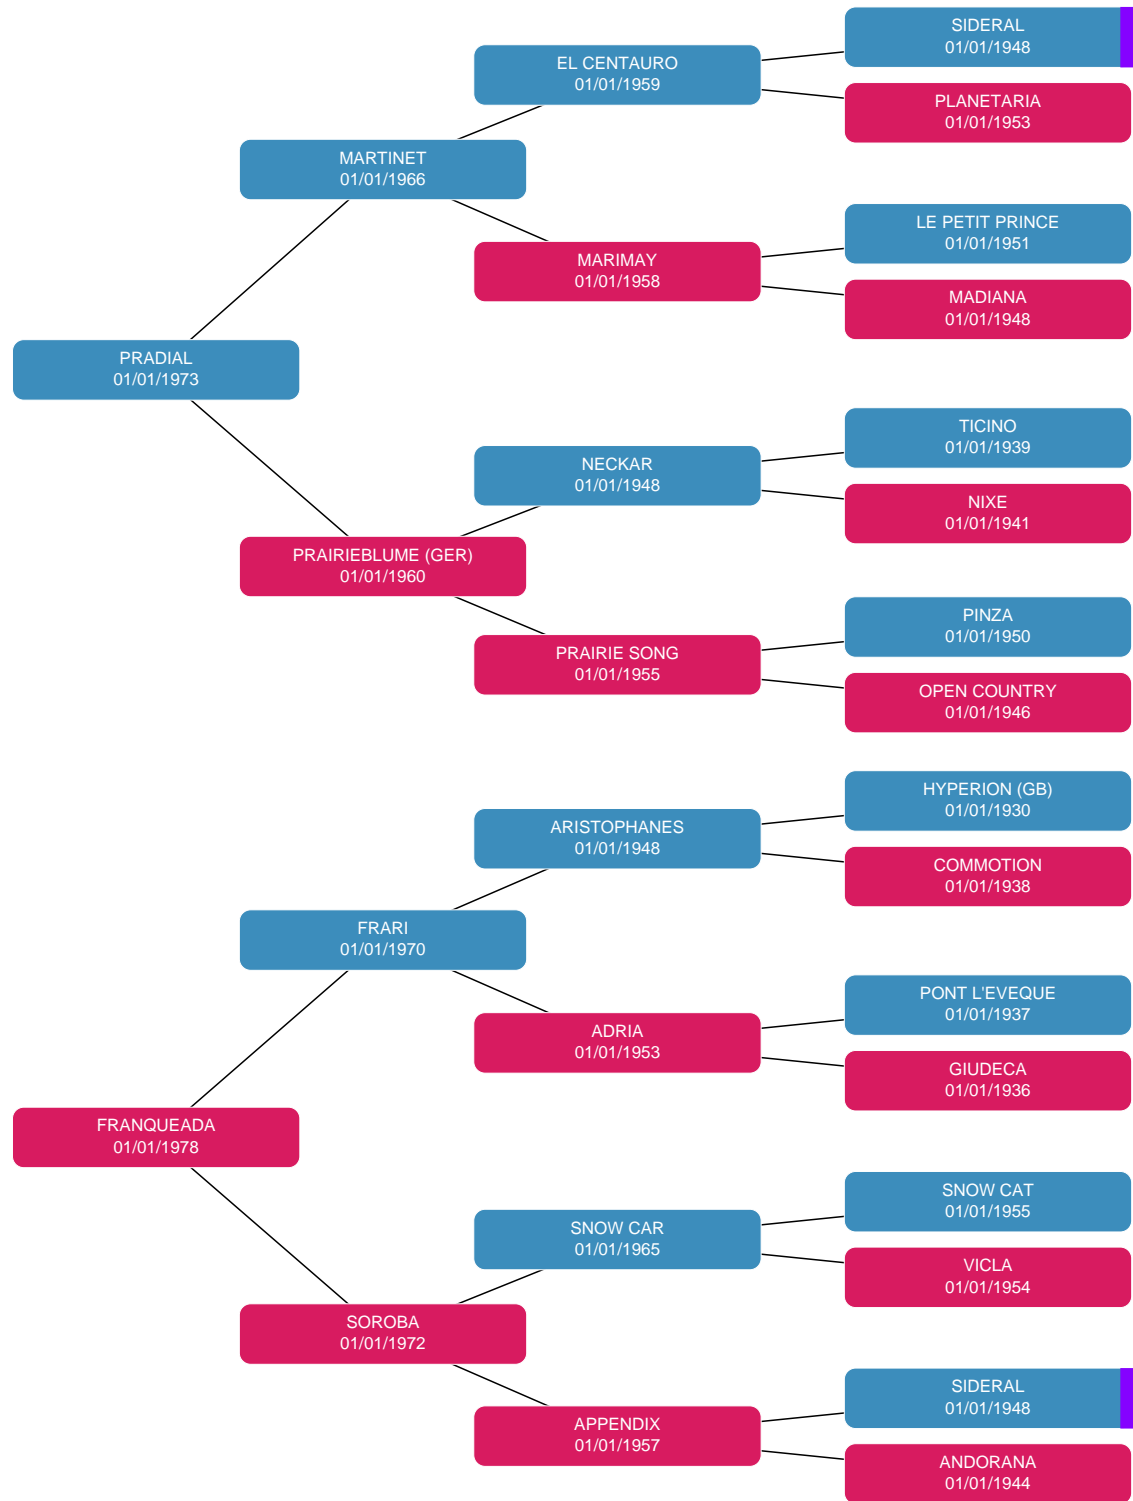 SIDERAL
01/01/1948
EL CENTAURO
01/01/1959
PLANETARIA
01/01/1953
MARTINET
01/01/1966
LE PETIT PRINCE
01/01/1951
MARIMAY
01/01/1958
MADIANA
01/01/1948
PRADIAL
01/01/1973
TICINO
01/01/1939
NECKAR
01/01/1948
NIXE
01/01/1941
PRAIRIEBLUME (GER)
01/01/1960
PINZA
01/01/1950
PRAIRIE SONG
01/01/1955
OPEN COUNTRY
01/01/1946
HYPERION (GB)
01/01/1930
ARISTOPHANES
01/01/1948
COMMOTION
01/01/1938
FRARI
01/01/1970
PONT L'EVEQUE
01/01/1937
ADRIA
01/01/1953
GIUDECA
01/01/1936
FRANQUEADA
01/01/1978
SNOW CAT
01/01/1955
SNOW CAR
01/01/1965
VICLA
01/01/1954
SOROBA
01/01/1972
SIDERAL
01/01/1948
APPENDIX
01/01/1957
ANDORANA
01/01/1944